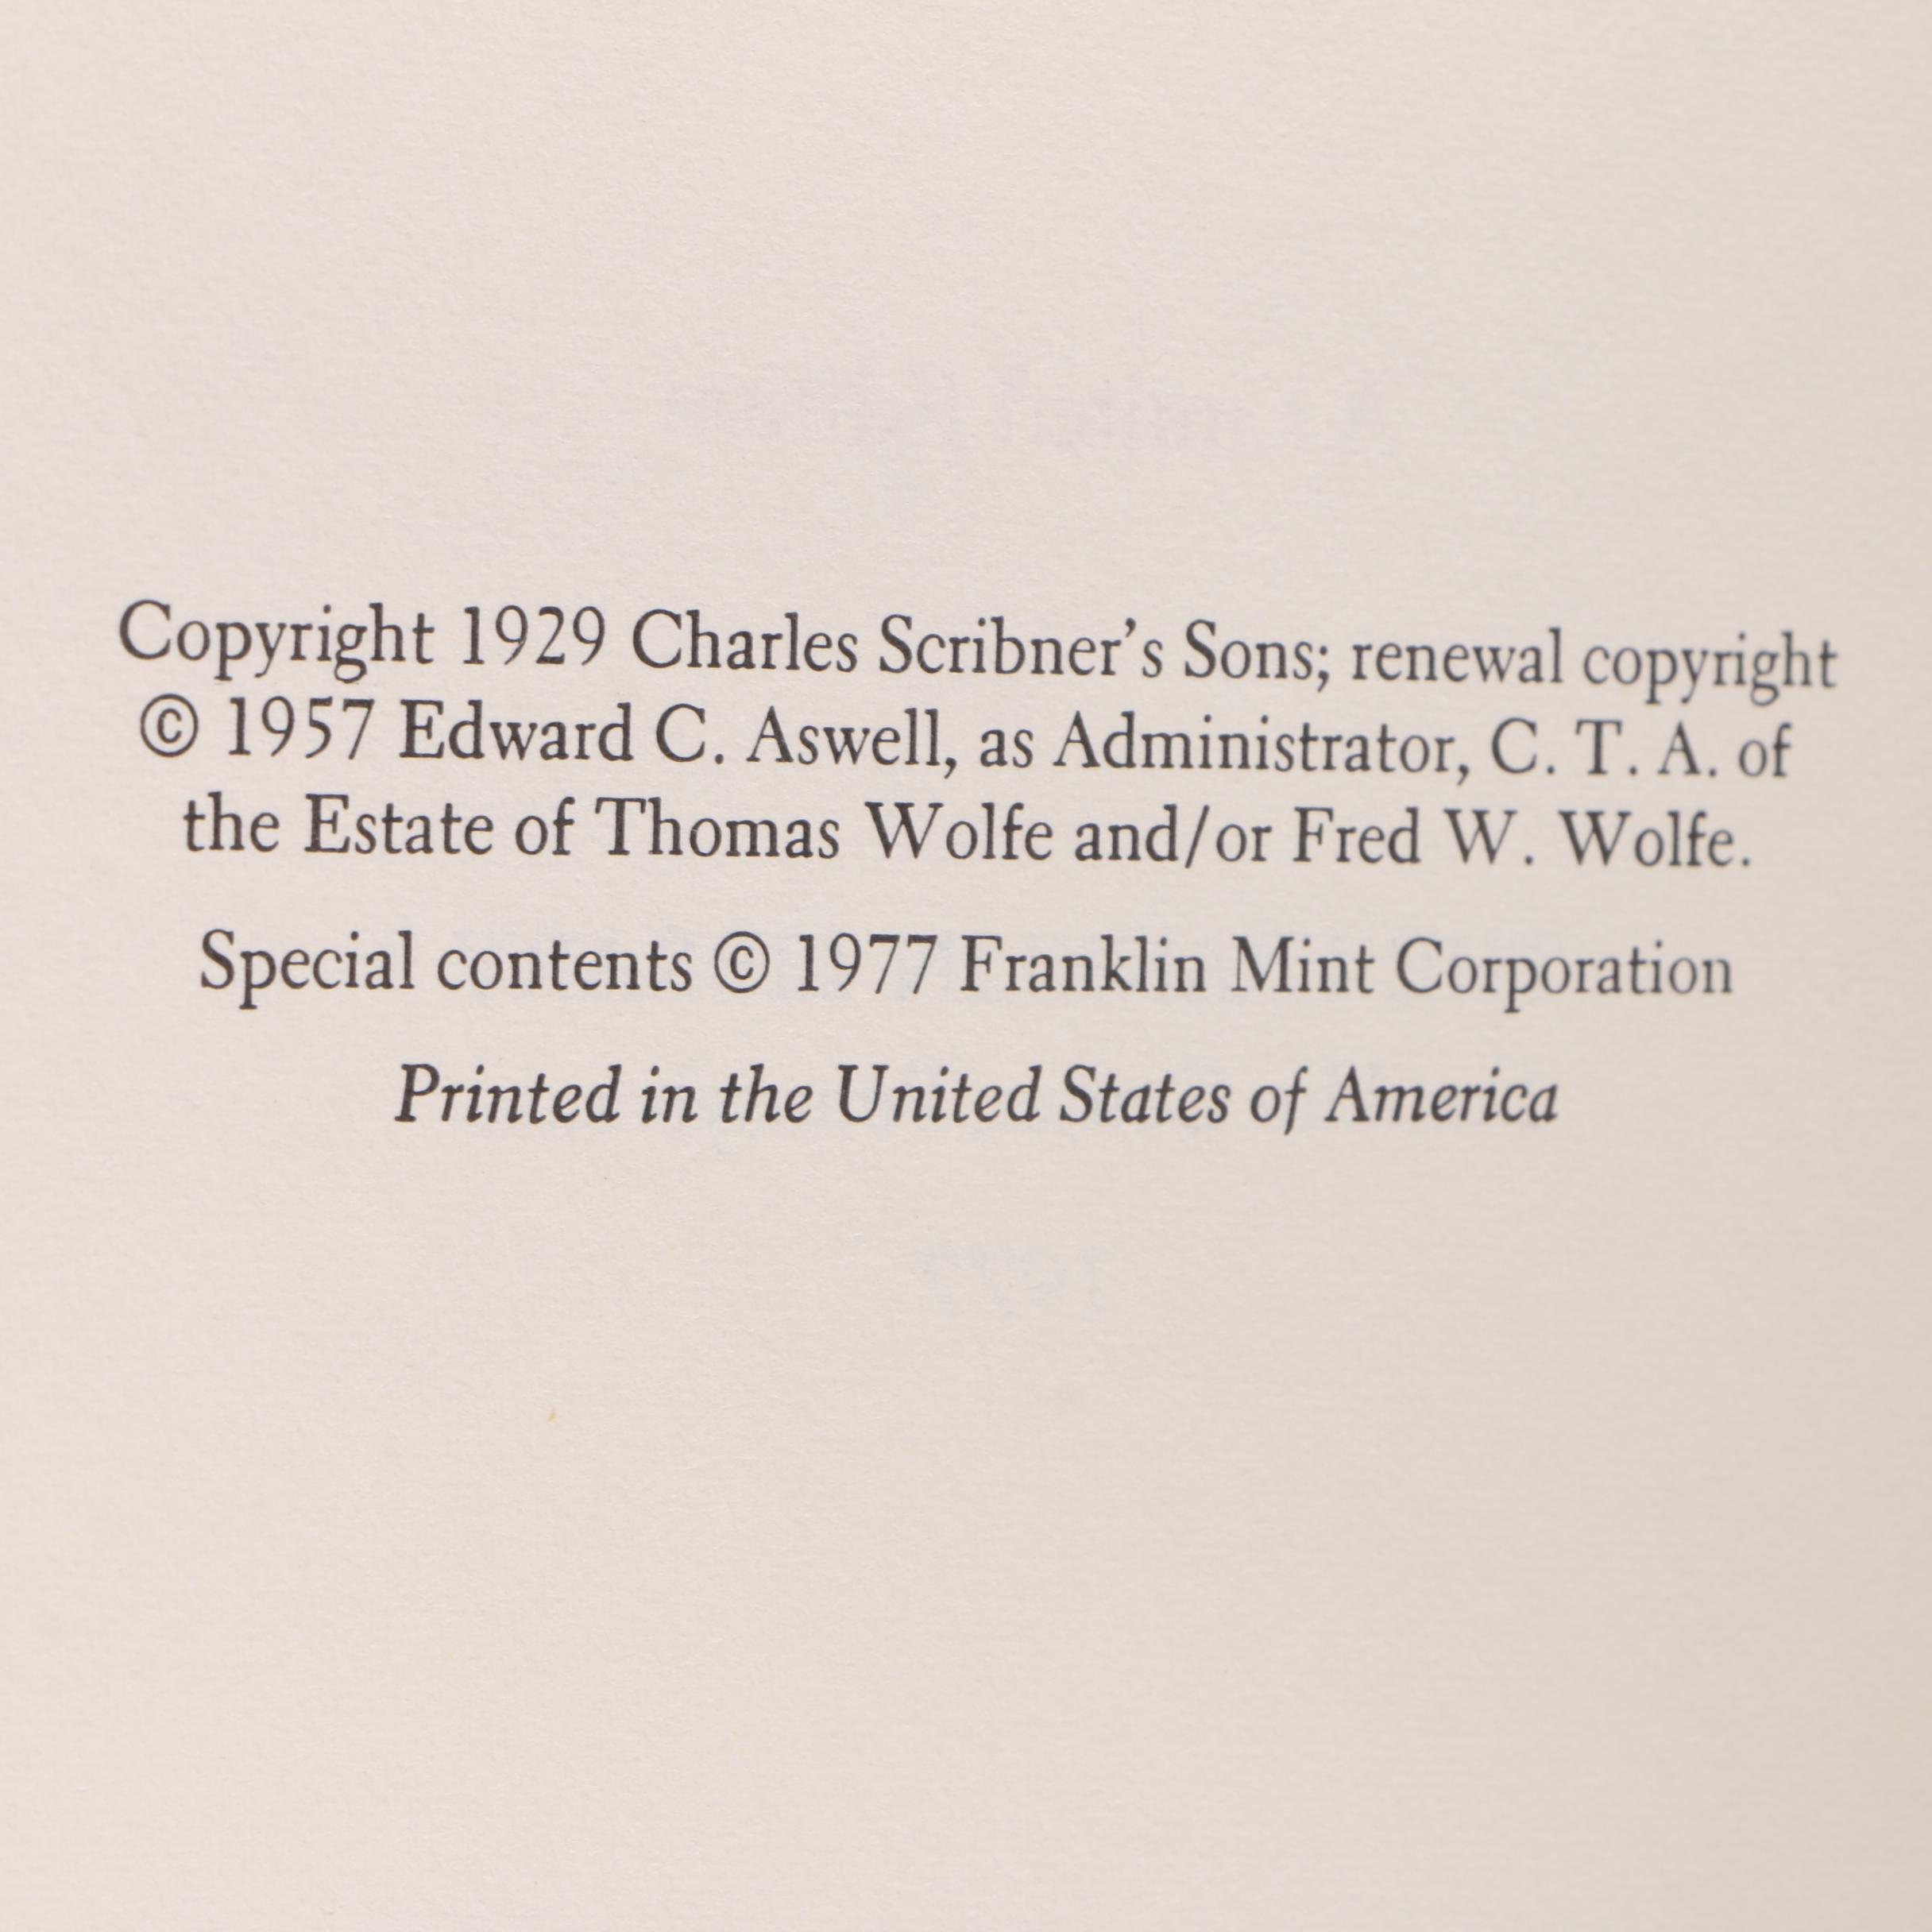 Copyright 1929 Charles Scribner’s Sons; renewal copyright
© 1957 Edward C. Aswell, as Administrator, C. T. A. of
the Estate of Thomas Wolfe and/or Fred W. Wolfe.
Special contents © 1977 Franklin Mint Corporation
Printed in the United States of America